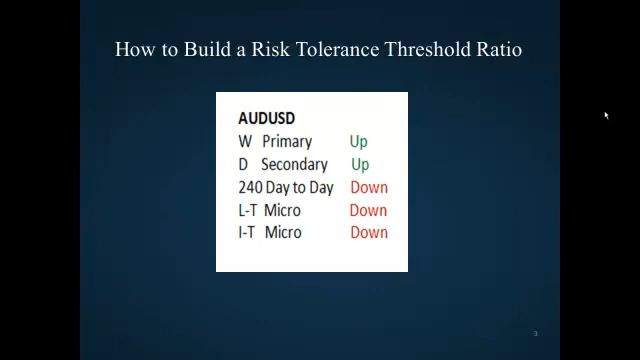 How to Build a Risk Tolerance Threshold Ratio
AUDUSD
W Primary Up
D Secondary Up
240 Day to Day Down
L-T Micro Down
I-T Micro Down
3